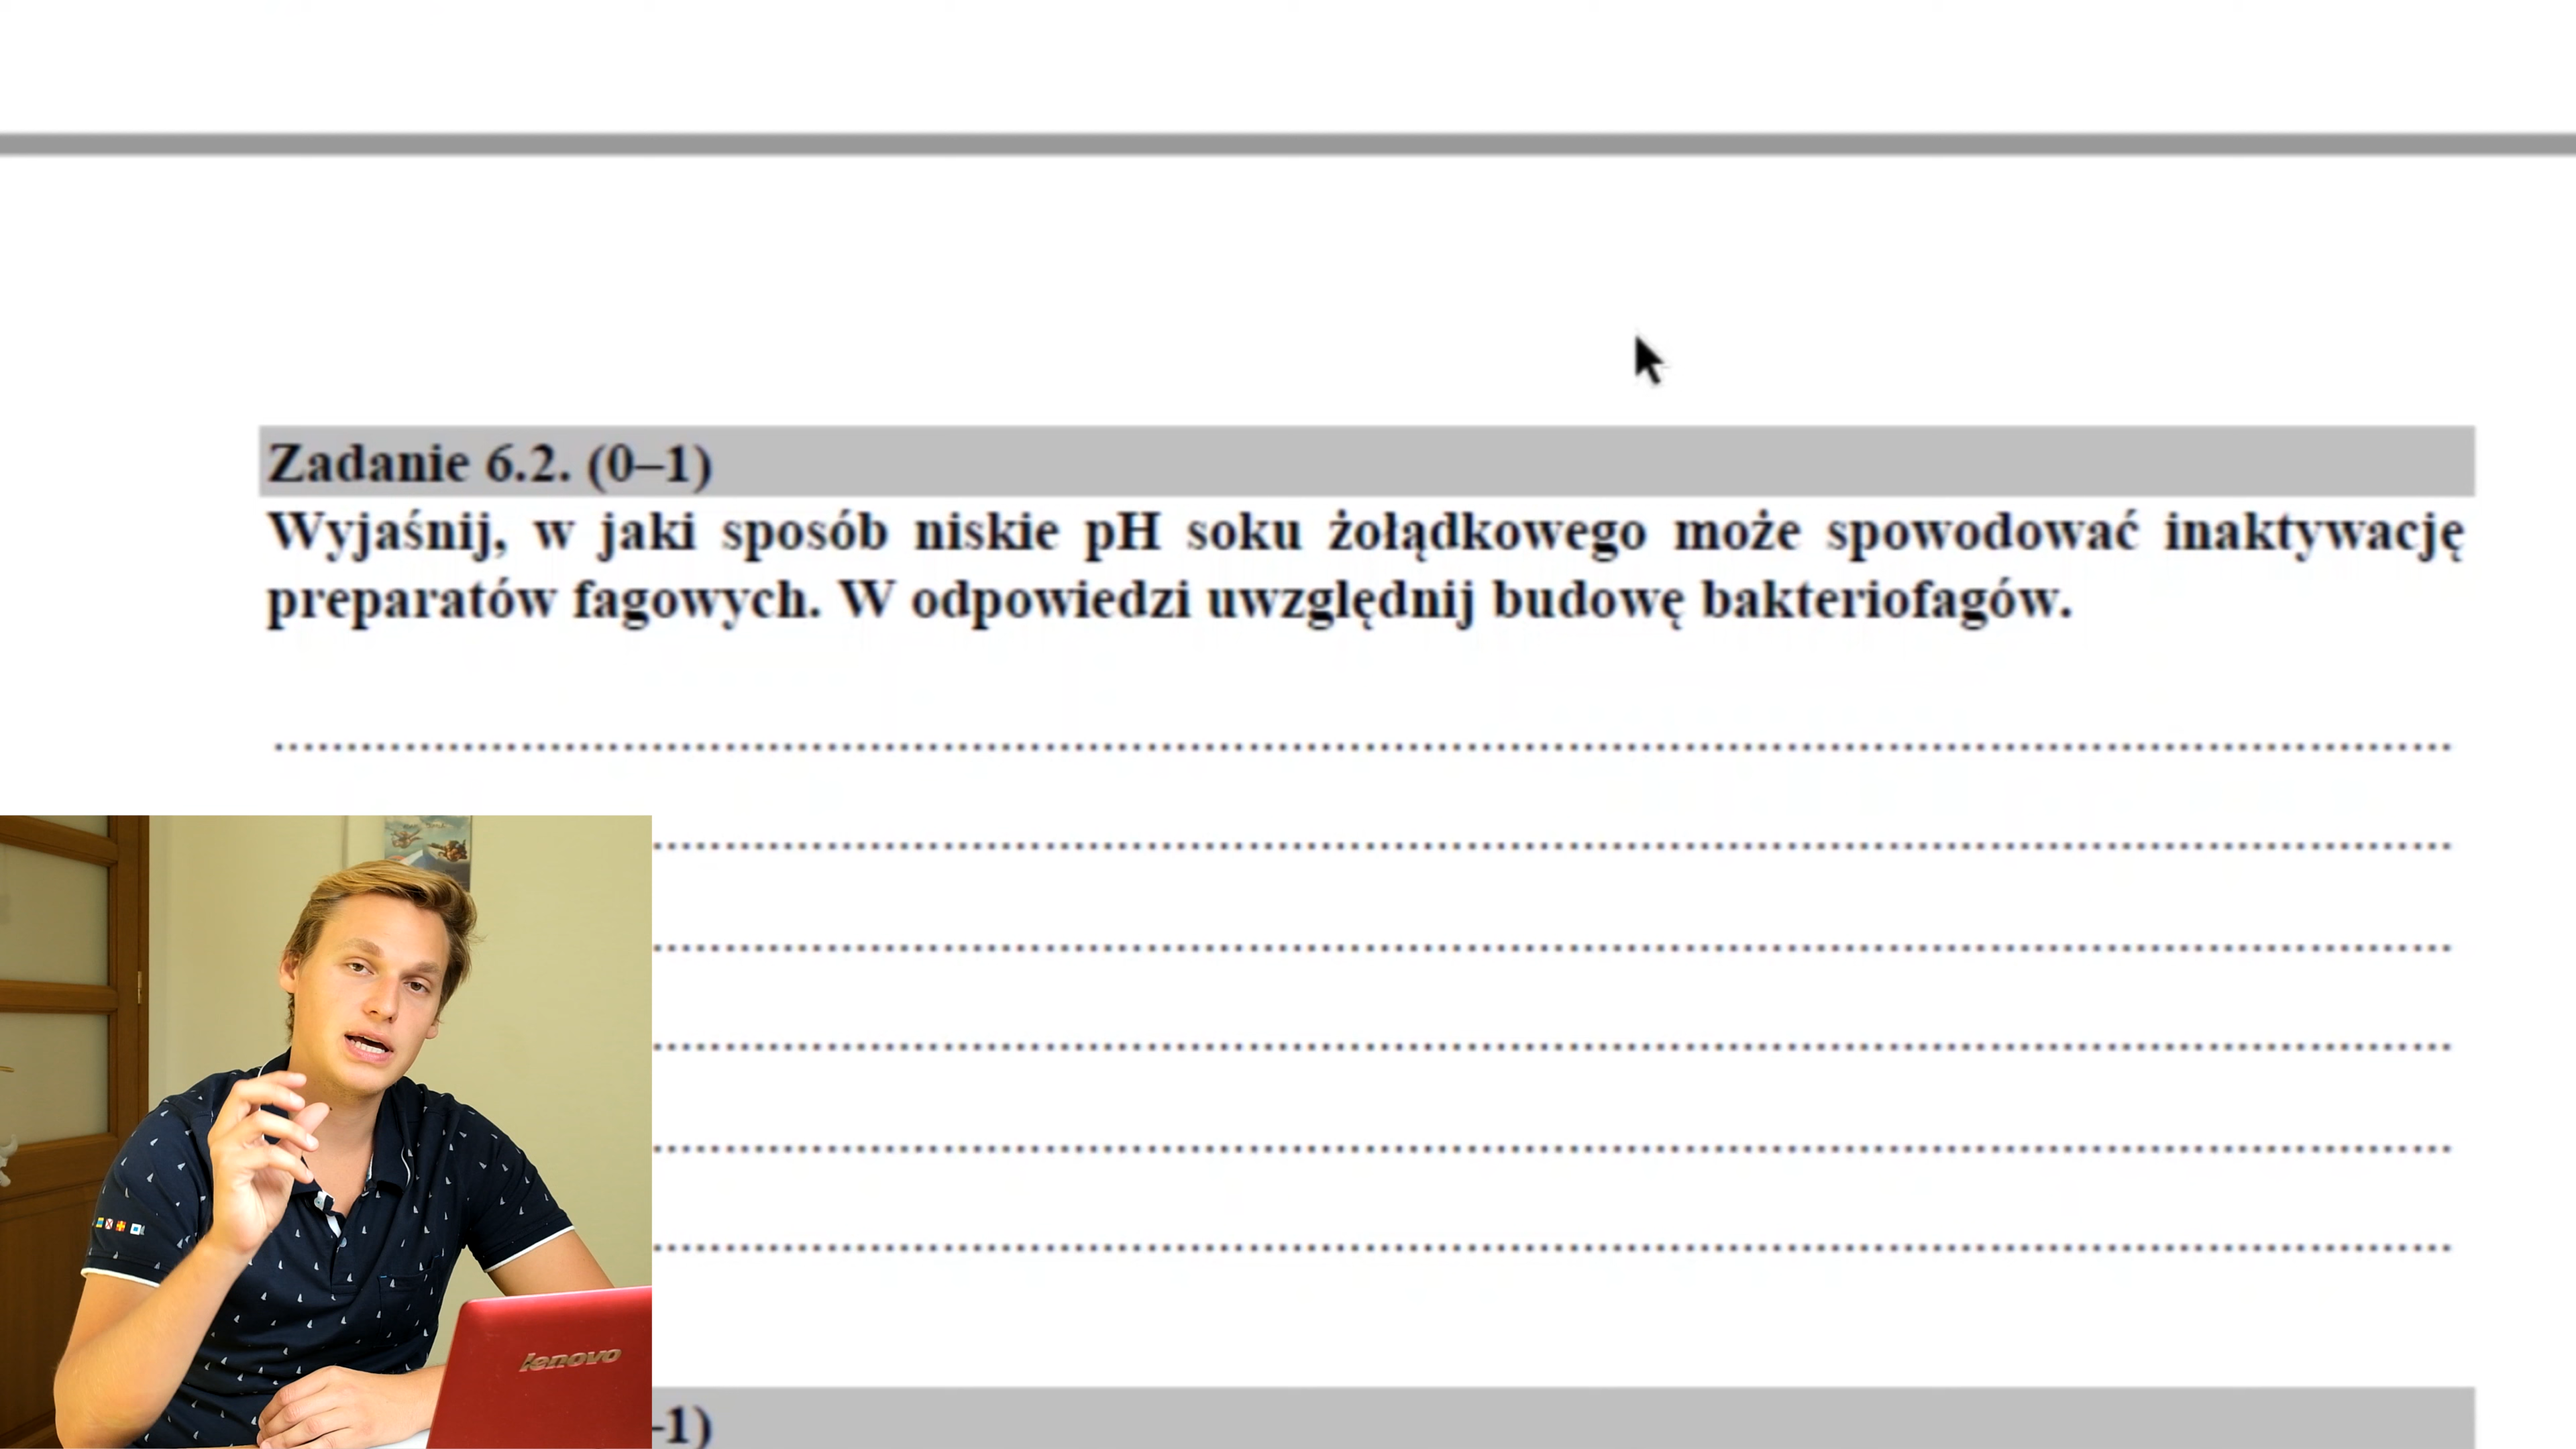 Zadanie 6.2. (0–1)
Wyjaśnij, w jaki sposób niskie pH soku żołądkowego może spowodować inaktywację
preparatów fagowych. W odpowiedzi uwzględnij budowę bakteriofagów.
lenovo
–1)